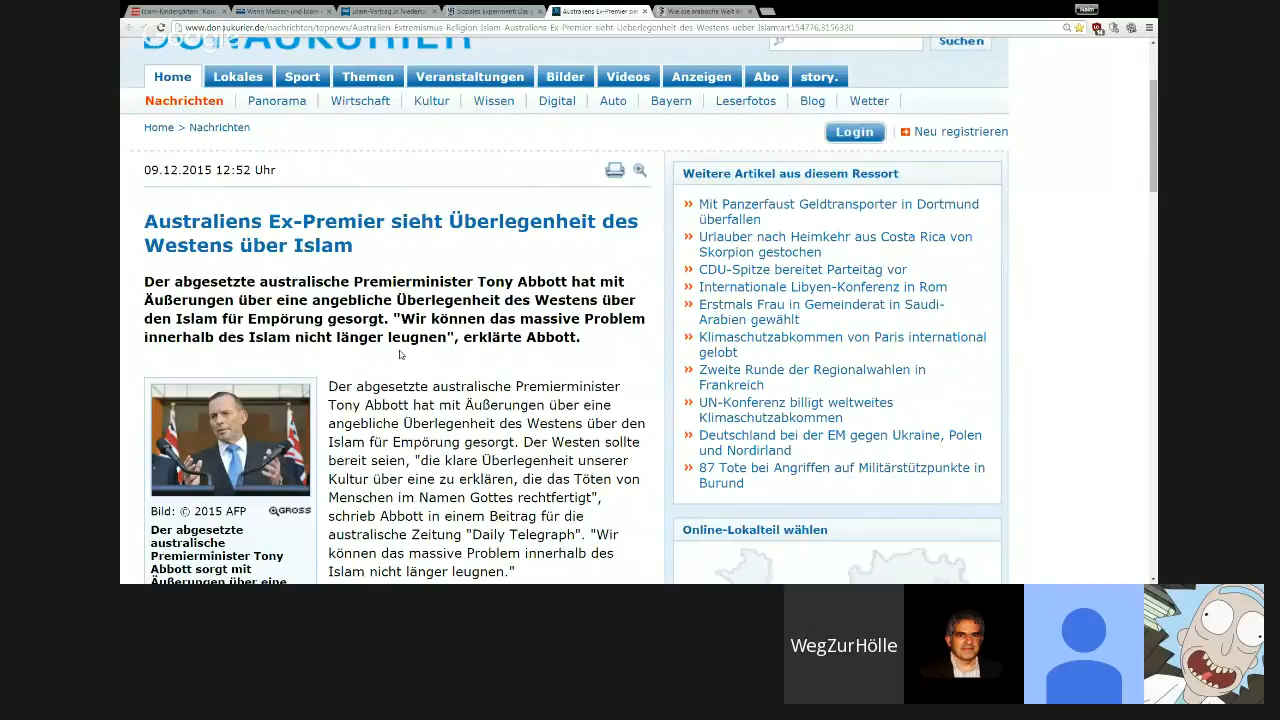 Naim
www.donaukurier.de/nachrichten/topnews/Australien-Extremismus-Religion-Islam-Australiens-Ex-Premier-sieht-Ueberlegenheit-des-Westens-ueber-Islam;art154776,3156320
DONAUKURIER
Suchen
Home Lokales Sport Themen Veranstaltungen Bilder Videos Anzeigen Abo story.
Nachrichten Panorama Wirtschaft Kultur Wissen Digital Auto Bayern Leserfotos Blog Wetter
Home > Nachrichten
Login Neu registrieren
09.12.2015 12:52 Uhr
Australiens Ex-Premier sieht Überlegenheit des
Westens über Islam
Der abgesetzte australische Premierminister Tony Abbott hat mit
Äußerungen über eine angebliche Überlegenheit des Westens über
den Islam für Empörung gesorgt. "Wir können das massive Problem
innerhalb des Islam nicht länger leugnen", erklärte Abbott.
Bild: © 2015 AFP GROSS
Der abgesetzte
australische
Premierminister Tony
Abbott sorgt mit
Äußerungen über eine
Der abgesetzte australische Premierminister
Tony Abbott hat mit Äußerungen über eine
angebliche Überlegenheit des Westens über den
Islam für Empörung gesorgt. Der Westen sollte
bereit seien, "die klare Überlegenheit unserer
Kultur über eine zu erklären, die das Töten von
Menschen im Namen Gottes rechtfertigt",
schrieb Abbott in einem Beitrag für die
australische Zeitung "Daily Telegraph". "Wir
können das massive Problem innerhalb des
Islam nicht länger leugnen."
Weitere Artikel aus diesem Ressort
Mit Panzerfaust Geldtransporter in Dortmund
überfallen
Urlauber nach Heimkehr aus Costa Rica von
Skorpion gestochen
CDU-Spitze bereitet Parteitag vor
Internationale Libyen-Konferenz in Rom
Erstmals Frau in Gemeinderat in Saudi-
Arabien gewählt
Klimaschutzabkommen von Paris international
gelobt
Zweite Runde der Regionalwahlen in
Frankreich
UN-Konferenz billigt weltweites
Klimaschutzabkommen
Deutschland bei der EM gegen Ukraine, Polen
und Nordirland
87 Tote bei Angriffen auf Militärstützpunkte in
Burund
Online-Lokalteil wählen
WegZurHölle